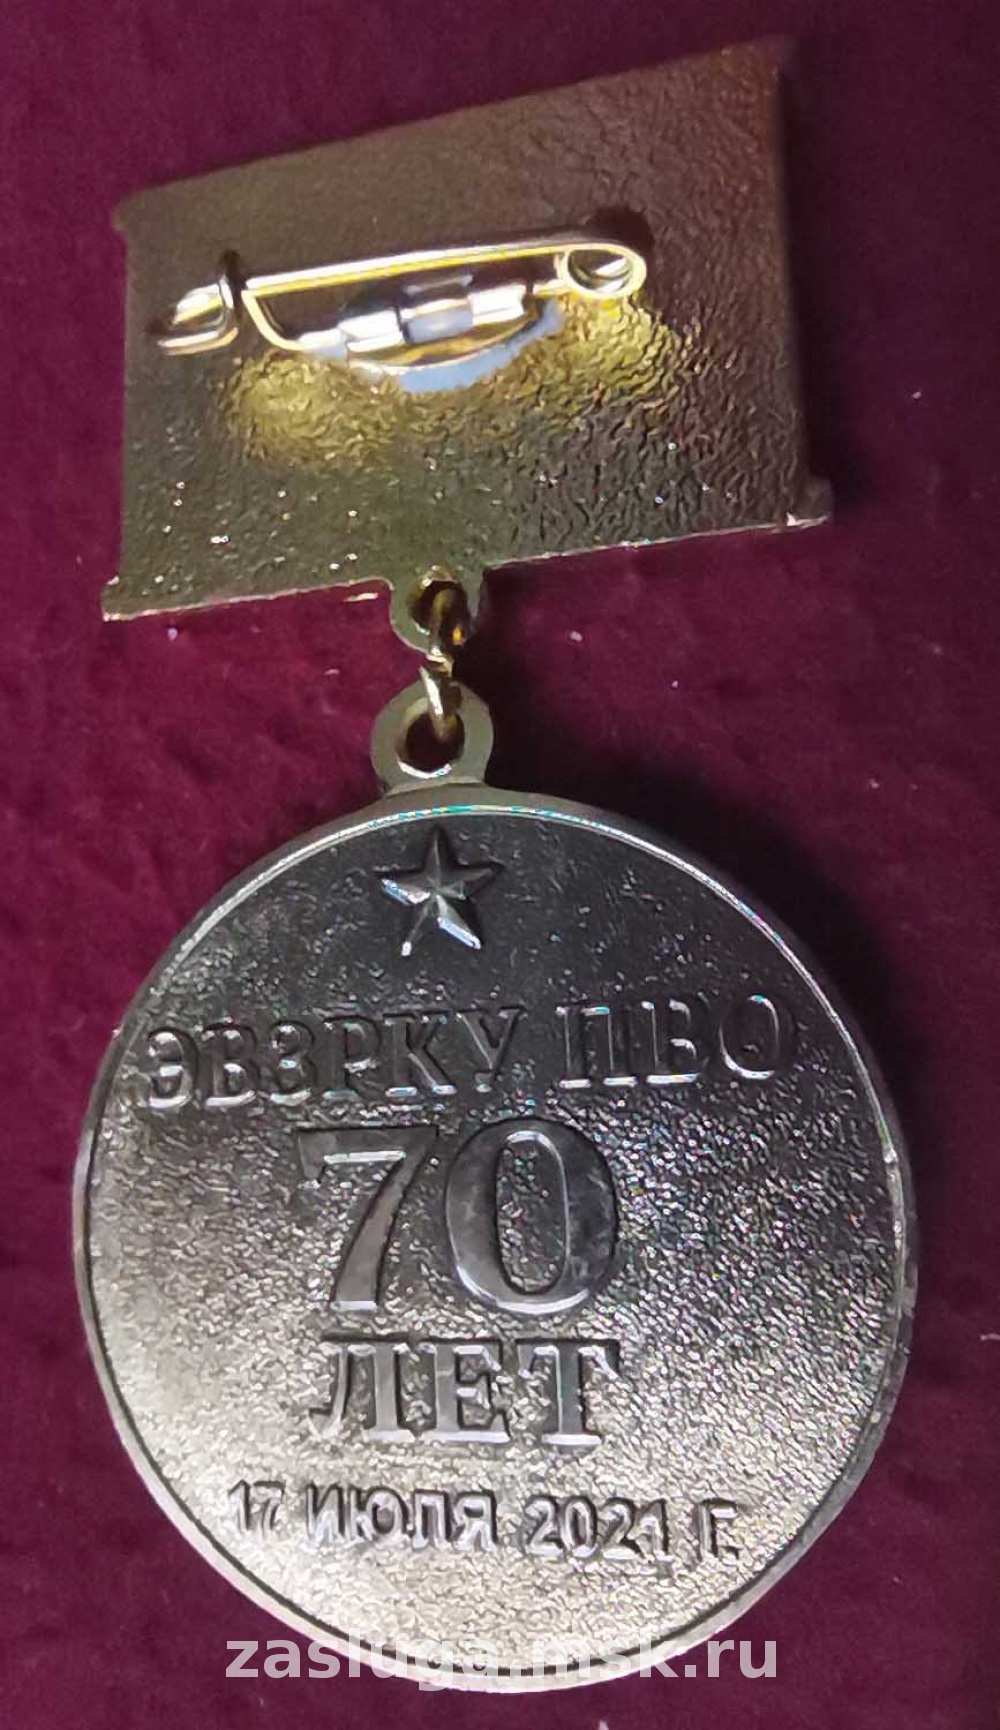 ЭВЗРКУ ПВО
70
ЛЕТ
17 ИЮЛЯ 2021 Г.
zasluga.msk.ru